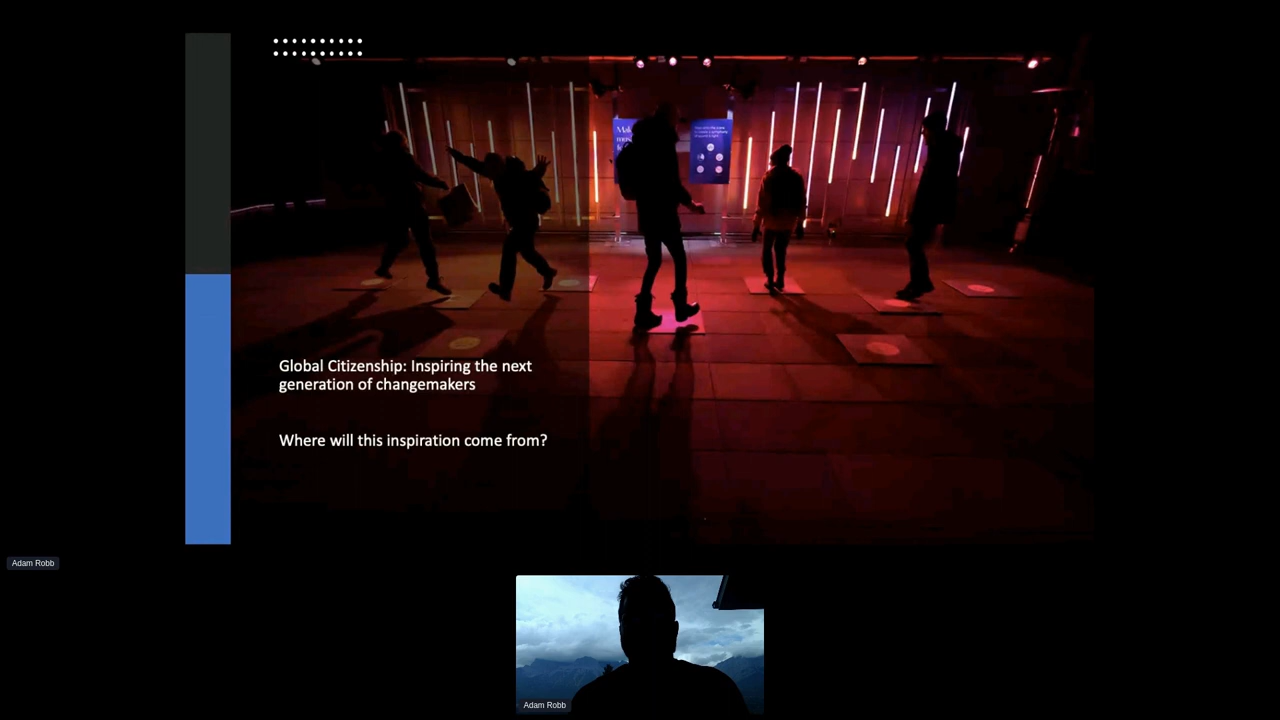 Global Citizenship: Inspiring the next
generation of changemakers
Where will this inspiration come from?
Adam Robb
Adam Robb